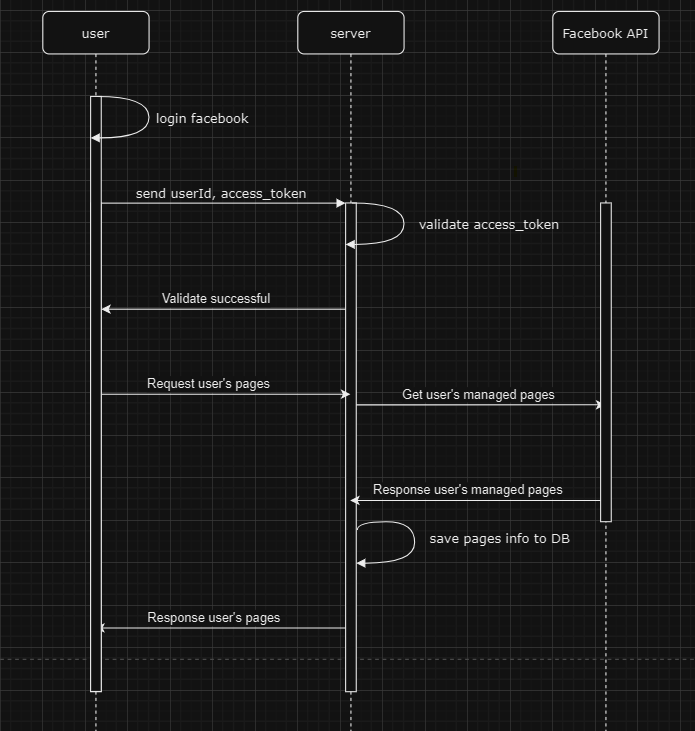 user
server
Facebook API
login facebook
send userId, access_token
validate access_token
Validate successful
Request user's pages
Get user's managed pages
Response user's managed pages
save pages info to DB
Response user's pages